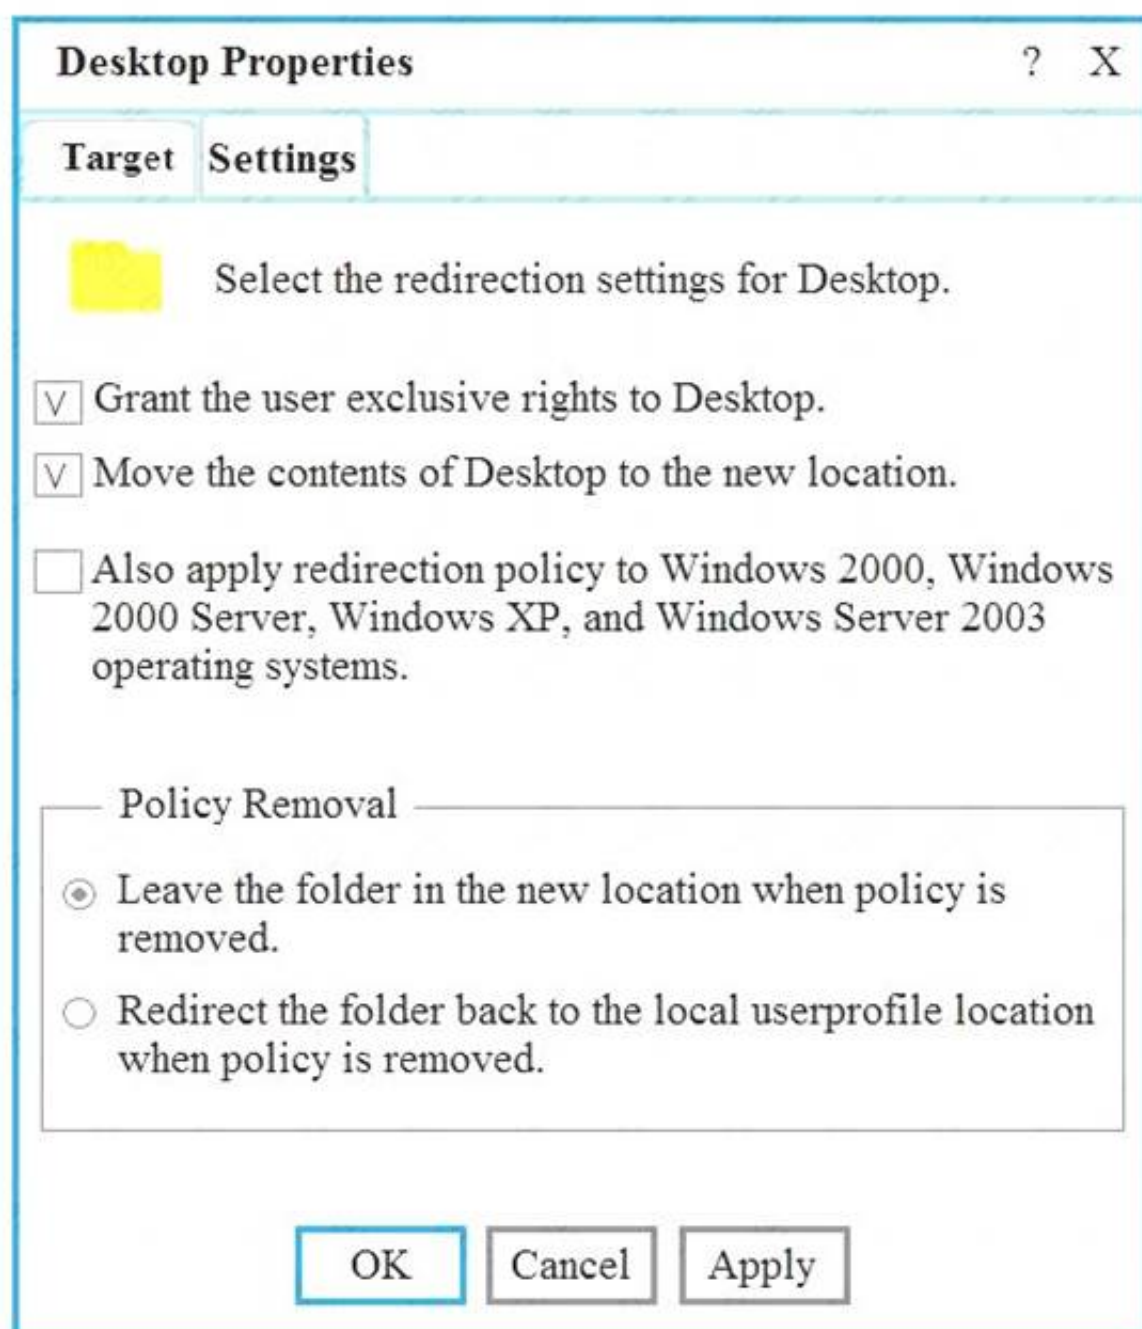 Desktop Properties ? X
Target Settings
Select the redirection settings for Desktop.
V Grant the user exclusive rights to Desktop.
V Move the contents of Desktop to the new location.
Also apply redirection policy to Windows 2000, Windows
2000 Server, Windows XP, and Windows Server 2003
operating systems.
Policy Removal
Leave the folder in the new location when policy is
removed.
Redirect the folder back to the local userprofile location
when policy is removed.
OK Cancel Apply